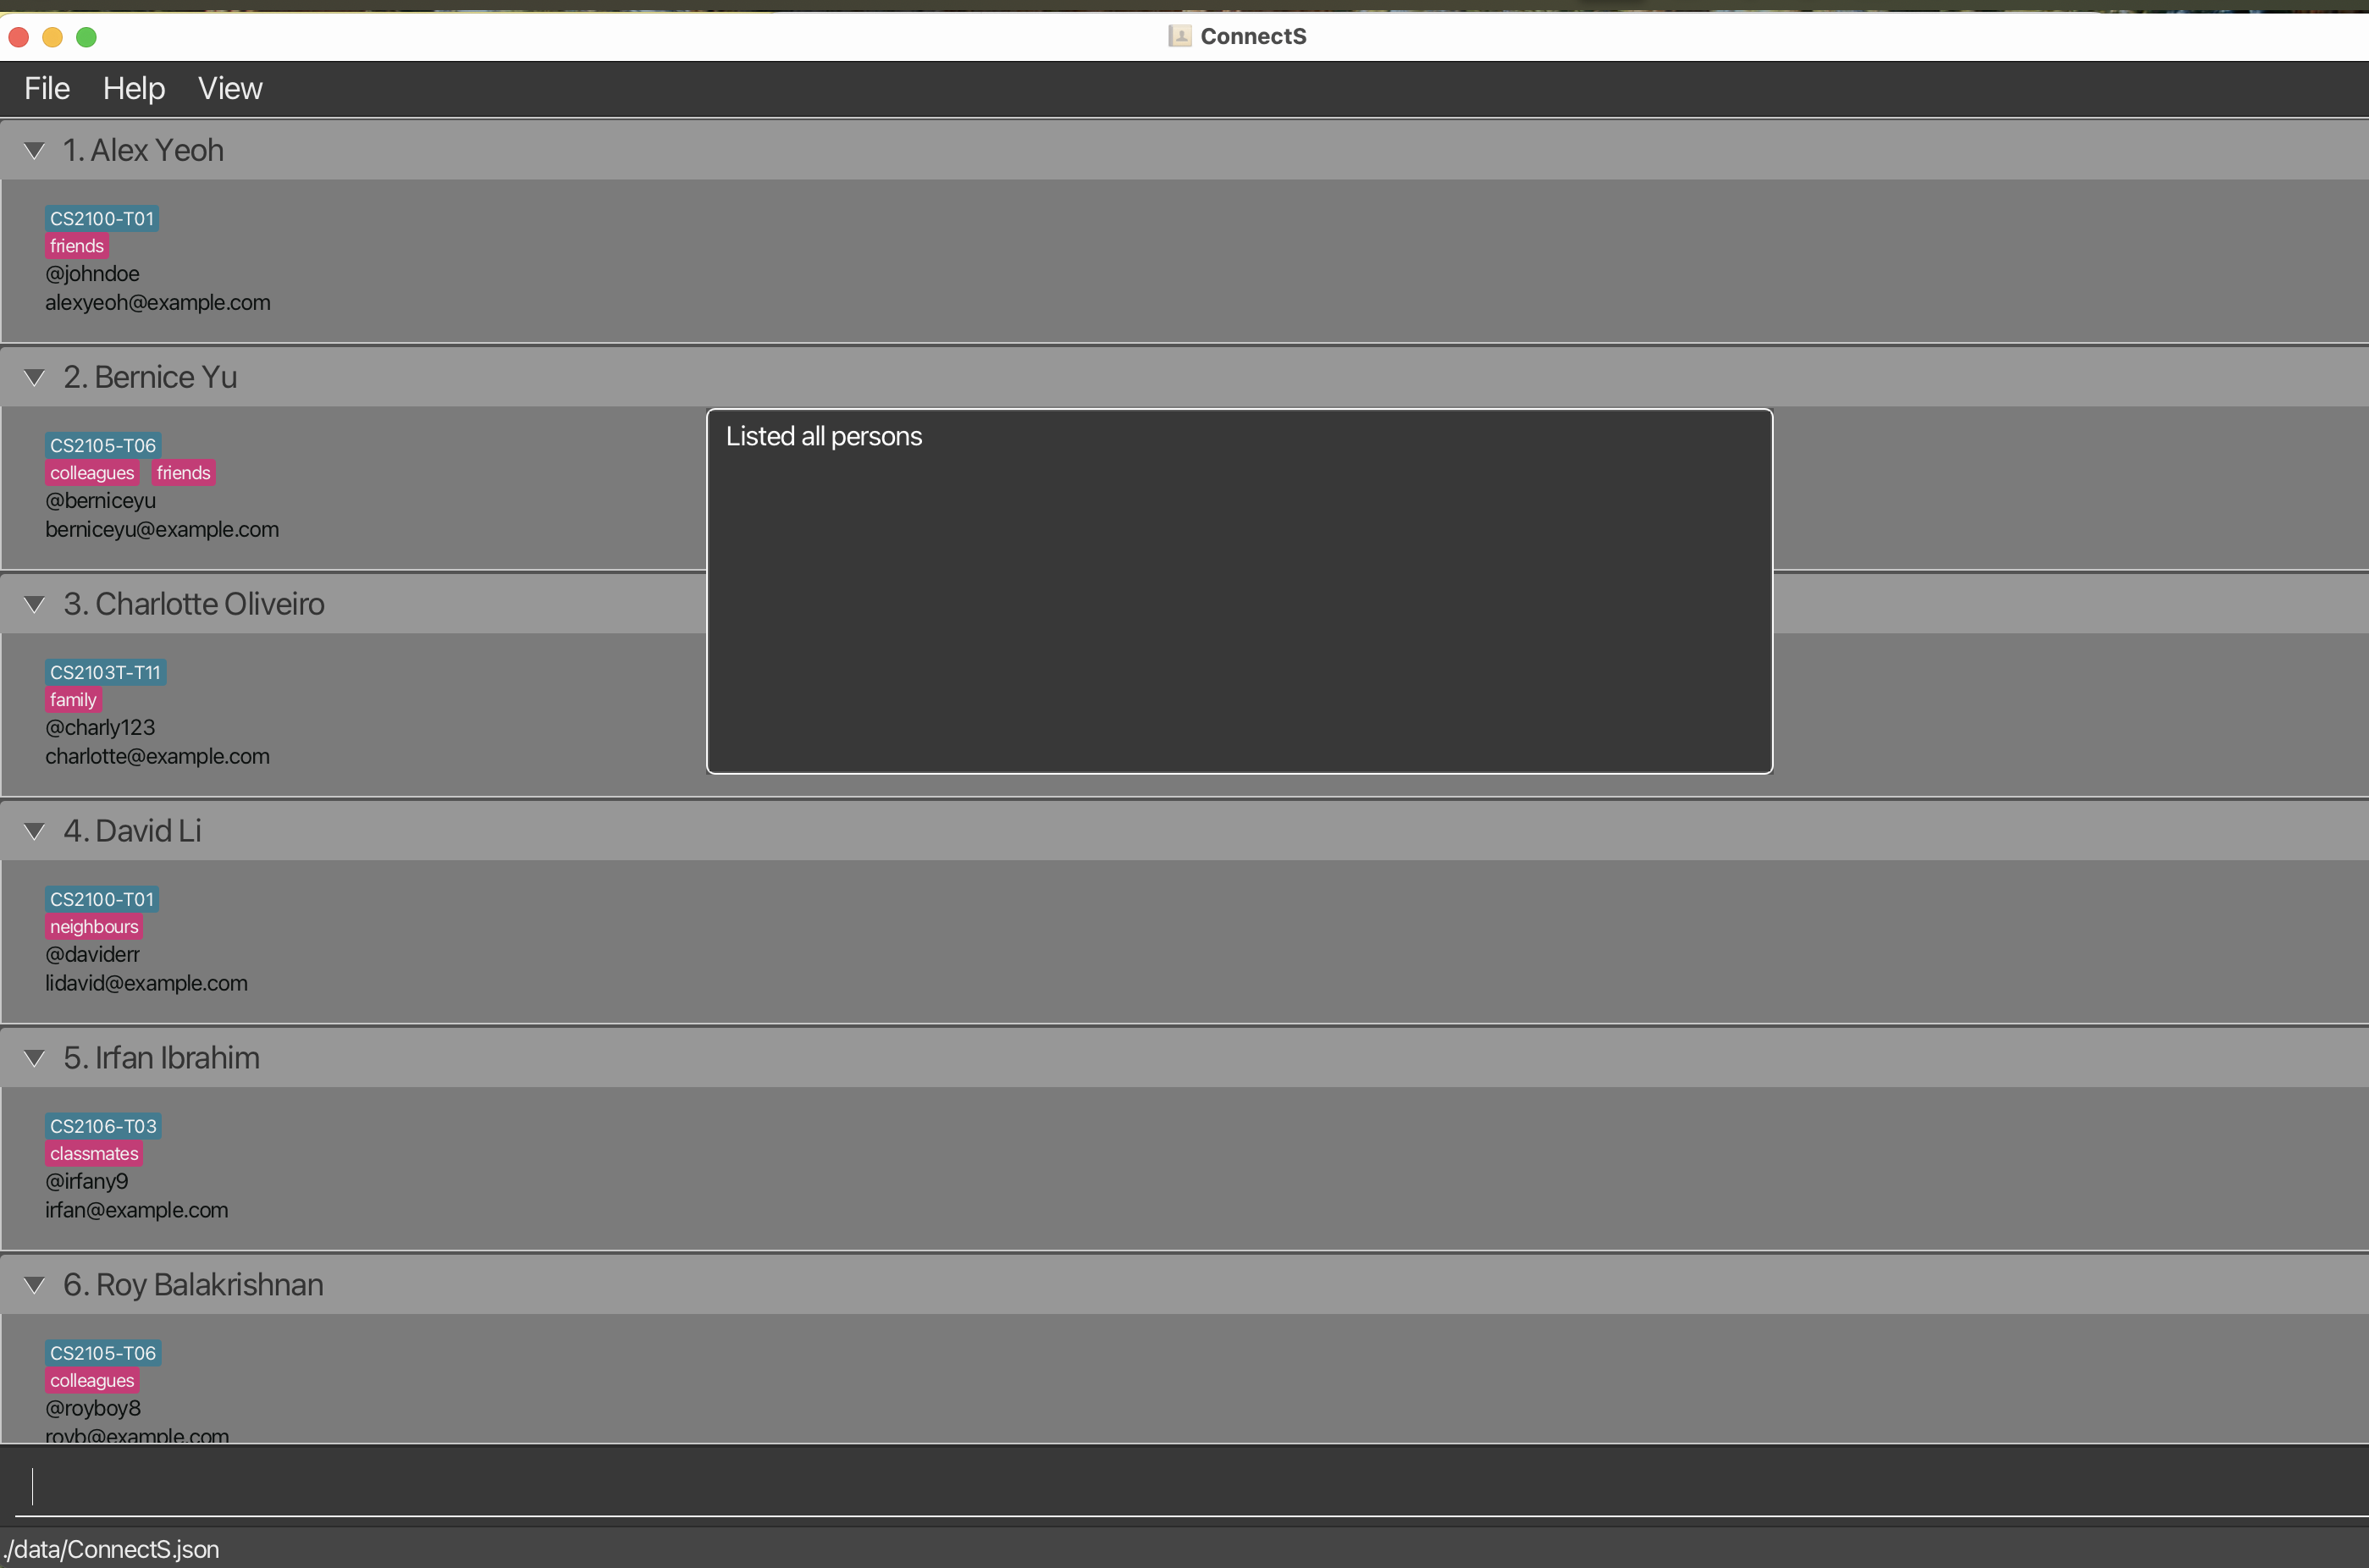 ConnectS
File Help View
1. Alex Yeoh
CS2100-T01
friends
@johndoe
alexyeoh@example.com
2. Bernice Yu
CS2105-T06
colleagues friends
@berniceyu
berniceyu@example.com
Listed all persons
3. Charlotte Oliveiro
CS2103T-T11
family
@charly123
charlotte@example.com
4. David Li
CS2100-T01
neighbours
@daviderr
lidavid@example.com
5. Irfan Ibrahim
CS2106-T03
classmates
@irfany9
irfan@example.com
6. Roy Balakrishnan
CS2105-T06
colleagues
@royboy8
royb@example.com
./data/ConnectS.json